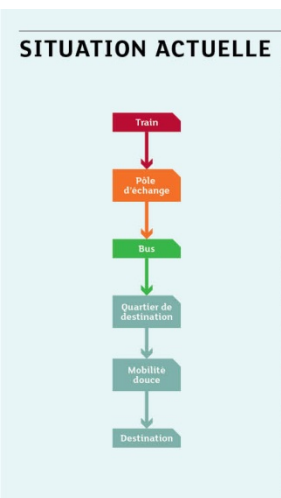 SITUATION ACTUELLE
Train
Pôle
d'échange
Bus
Quartier de
destination
Mobilité
douce
Destination